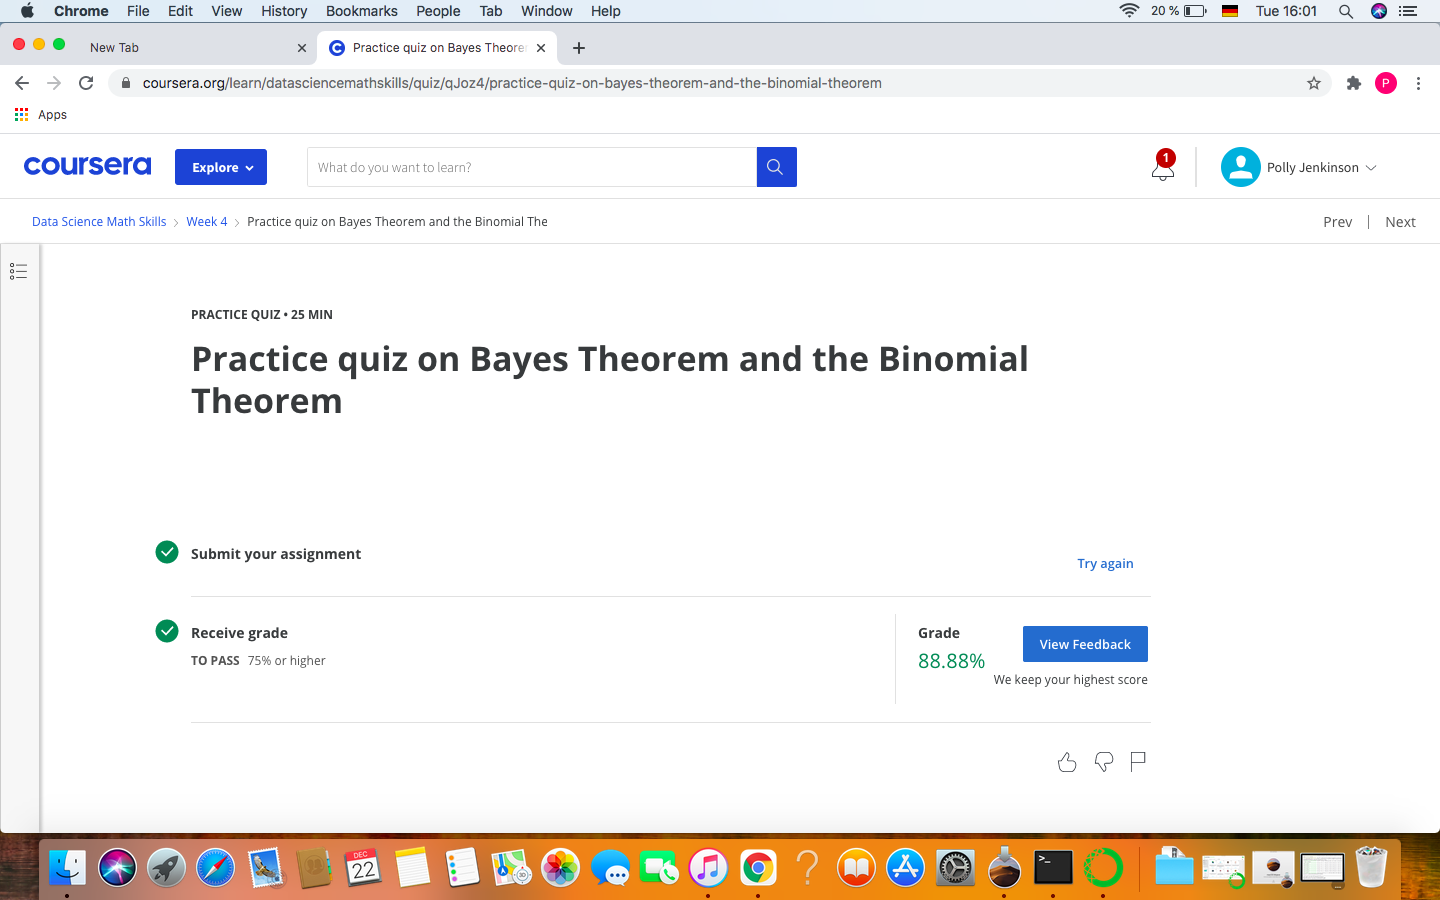 Chrome File Edit View History Bookmarks People Tab Window Help 20 % Tue 16:01
New Tab Practice quiz on Bayes Theore
coursera.org/learn/datasciencemathskills/quiz/qJoz4/practice-quiz-on-bayes-theorem-and-the-binomial-theorem P
Apps
coursera Explore What do you want to learn? 1 Polly Jenkinson
Data Science Math Skills Week 4 Practice quiz on Bayes Theorem and the Binomial The Prev Next
PRACTICE QUIZ • 25 MIN
Practice quiz on Bayes Theorem and the Binomial
Theorem
Submit your assignment
Try again
Receive grade Grade
View Feedback
TO PASS 75% or higher 88.88%
We keep your highest score
DEC
22